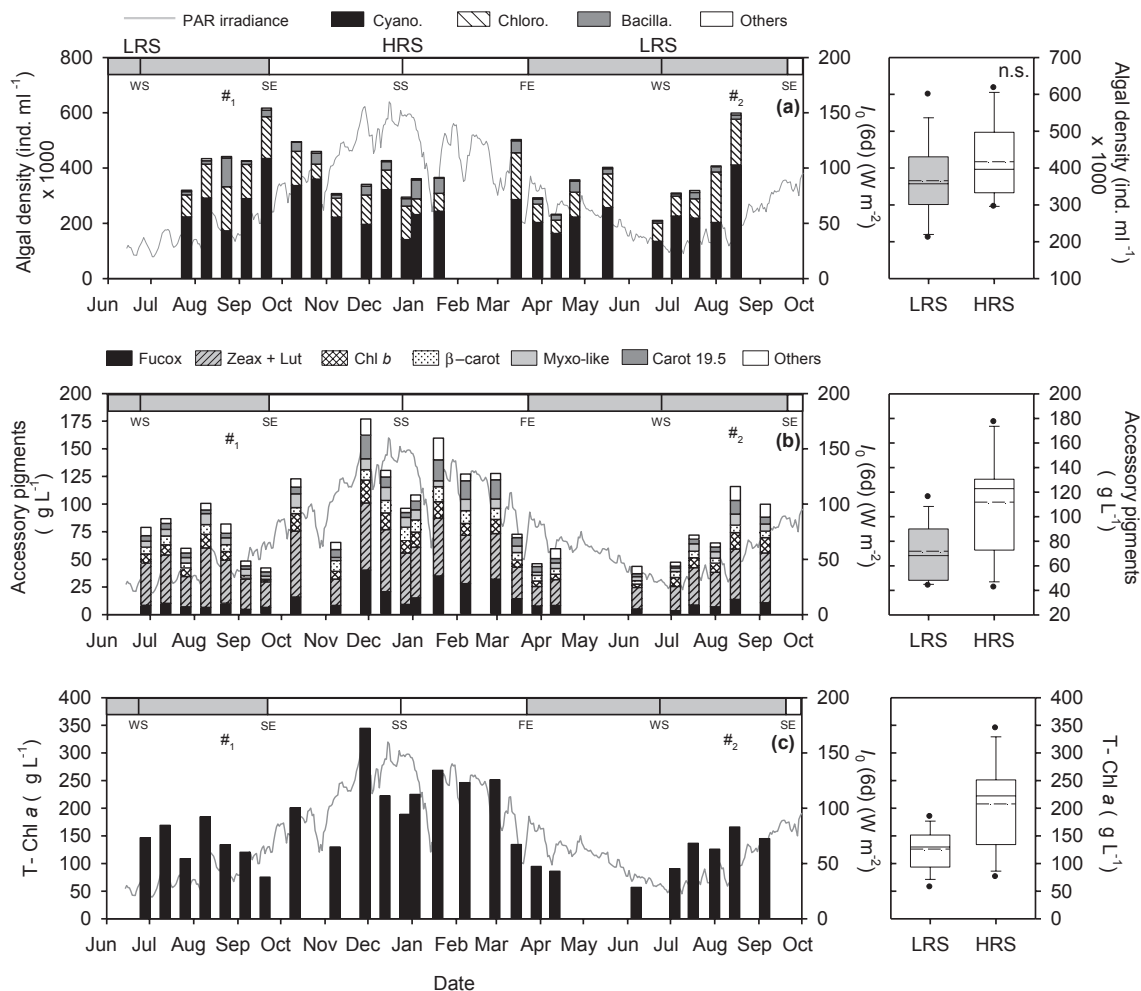 PAR irradiance Cyano. Chloro. Bacilla. Others
LRS HRS LRS
800 200 700
WS SE SS FE WS SE n.s.
#1 #2 (a)
600 150 600
500
400 100 400
300
200 50 200
0 0 100
Algal density (ind. ml -1)
x 1000
I0 (6d) (W m-2)
Algal density (ind. ml -1)
x 1000
Jun Jul Aug Sep Oct Nov Dec Jan Feb Mar Apr May Jun Jul Aug Oct LRS HRS
Fucox Zeax + Lut Chl b β-carot Myxo-like Carot 19.5 Others
200 200 200
WS SE SS FE WS SE
#1 #2 (b)
175 180
150 150 160
125 140
100 100 120
75 100
50 50 80
25 60
40
0 0 20
Accessory pigments
( g L-1)
I0 (6d) (W m-2)
Accessory pigments
( g L-1)
Jun Jul Aug Sep Oct Nov Dec Jan Feb Mar Apr May Jun Jul Aug Oct LRS HRS
400 200 400
WS SE SS FE WS SE
#1 #2 (c)
350 350
300 150 300
250 250
200 100 200
150 150
100 50 100
50 50
0 0 0
T- Chl a ( g L-1)
I0 (6d) (W m-2)
T- Chl a ( g L-1)
Jun Jul Aug Sep Oct Nov Dec Jan Feb Mar Apr May Jun Jul Aug Oct LRS HRS
Date